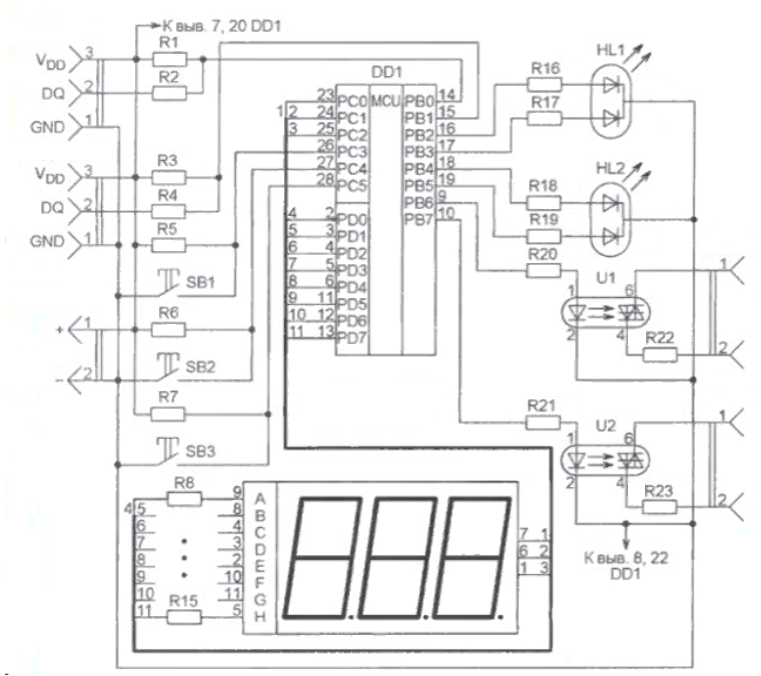 К выв. 7, 20 DD1
R1
VDD 3
R2
DQ 2
GND 1
VDD 3
R3
DQ 2
R4
GND 1
R5
SB1
+ 1
R6
SB2
− 2
R7
SB3
DD1
MCU
23 PC0
1 2 24 PC1
3 25 PC2
26 PC3
27 PC4
28 PC5
4 2 PD0
5 3 PD1
6 4 PD2
7 5 PD3
8 6 PD4
9 11 PD5
10 12 PD6
11 13 PD7
PB0 14
PB1 15
PB2 16
PB3 17
PB4 18
PB5 19
PB6 9
PB7 10
R16
HL1
R17
HL2
R18
R19
R20
U1
1 6
2 4
R22
1
2
R21
U2
1 6
2 4
R23
1
2
К выв. 8, 22
DD1
R8
9 A
4 5 8 B
6 4 C
7 3 D
8 2 E
9 10 F
10 11 G
11 R15 5 H
7 1
6 2
1 3